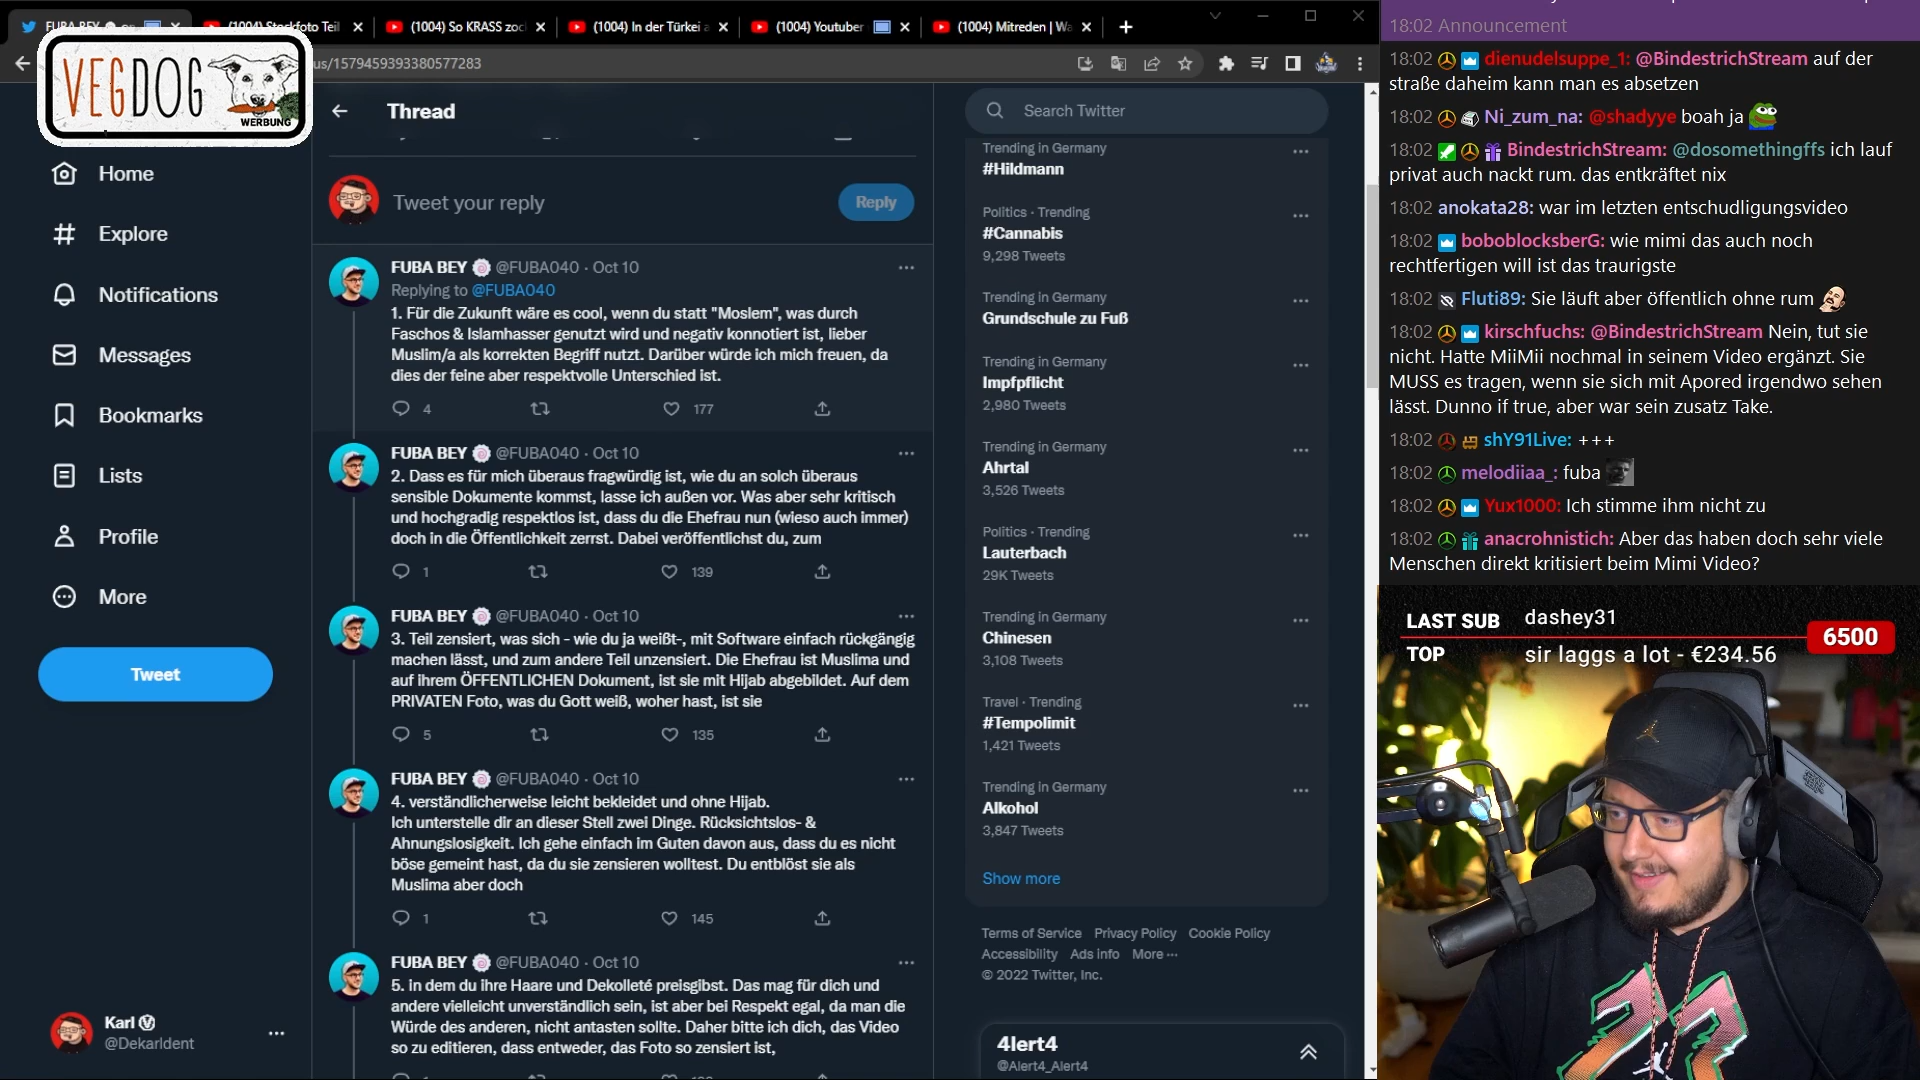 FUBA BEY
(1004) Stockfoto Teil
(1004) So KRASS zoc
(1004) In der Türkei a
(1004) Youtuber
(1004) Mitreden | Wa
us/1579459393380577283
VEGDOG
WERBUNG
Home
Explore
Notifications
Messages
Bookmarks
Lists
Profile
More
Tweet
Karl
@Dekarldent
Thread
Tweet your reply
Reply
FUBA BEY @FUBA040 · Oct 10
Replying to @FUBA040
1. Für die Zukunft wäre es cool, wenn du statt "Moslem", was durch
Faschos & Islamhasser genutzt wird und negativ konnotiert ist, lieber
Muslim/a als korrekten Begriff nutzt. Darüber würde ich mich freuen, da
dies der feine aber respektvolle Unterschied ist.
4 177
FUBA BEY @FUBA040 · Oct 10
2. Dass es für mich überaus fragwürdig ist, wie du an solch überaus
sensible Dokumente kommst, lasse ich außen vor. Was aber sehr kritisch
und hochgradig respektlos ist, dass du die Ehefrau nun (wieso auch immer)
doch in die Öffentlichkeit zerrst. Dabei veröffentlichst du, zum
1 139
FUBA BEY @FUBA040 · Oct 10
3. Teil zensiert, was sich - wie du ja weißt-, mit Software einfach rückgängig
machen lässt, und zum andere Teil unzensiert. Die Ehefrau ist Muslima und
auf ihrem ÖFFENTLICHEN Dokument, ist sie mit Hijab abgebildet. Auf dem
PRIVATEN Foto, was du Gott weiß, woher hast, ist sie
5 135
FUBA BEY @FUBA040 · Oct 10
4. verständlicherweise leicht bekleidet und ohne Hijab.
Ich unterstelle dir an dieser Stell zwei Dinge. Rücksichtslos- &
Ahnungslosigkeit. Ich gehe einfach im Guten davon aus, dass du es nicht
böse gemeint hast, da du sie zensieren wolltest. Du entblöst sie als
Muslima aber doch
1 145
FUBA BEY @FUBA040 · Oct 10
5. in dem du ihre Haare und Dekolleté preisgibst. Das mag für dich und
andere vielleicht unverständlich sein, ist aber bei Respekt egal, da man die
Würde des anderen, nicht antasten sollte. Daher bitte ich dich, das Video
so zu editieren, dass entweder, das Foto so zensiert ist,
Search Twitter
Trending in Germany
#Hildmann
Politics · Trending
#Cannabis
9,298 Tweets
Trending in Germany
Grundschule zu Fuß
Trending in Germany
Impfpflicht
2,980 Tweets
Trending in Germany
Ahrtal
3,526 Tweets
Politics · Trending
Lauterbach
29K Tweets
Trending in Germany
Chinesen
3,108 Tweets
Travel · Trending
#Tempolimit
1,421 Tweets
Trending in Germany
Alkohol
3,847 Tweets
Show more
Terms of Service Privacy Policy Cookie Policy
Accessibility Ads info More
© 2022 Twitter, Inc.
4lert4
@Alert4_Alert4
18:02 Announcement
18:02 dienudelsuppe_1: @BindestrichStream auf der
straße daheim kann man es absetzen
18:02 Ni_zum_na: @shadyye boah ja
18:02 BindestrichStream: @dosomethingffs ich lauf
privat auch nackt rum. das entkräftet nix
18:02 anokata28: war im letzten entschudligungsvideo
18:02 boboblocksberG: wie mimi das auch noch
rechtfertigen will ist das traurigste
18:02 Fluti89: Sie läuft aber öffentlich ohne rum
18:02 kirschfuchs: @BindestrichStream Nein, tut sie
nicht. Hatte MiiMii nochmal in seinem Video ergänzt. Sie
MUSS es tragen, wenn sie sich mit Apored irgendwo sehen
lässt. Dunno if true, aber war sein zusatz Take.
18:02 shY91Live: +++
18:02 melodiiaa_: fuba
18:02 Yux1000: Ich stimme ihm nicht zu
18:02 anacrohnistich: Aber das haben doch sehr viele
Menschen direkt kritisiert beim Mimi Video?
LAST SUB dashey31
TOP sir laggs a lot - €234.56
6500